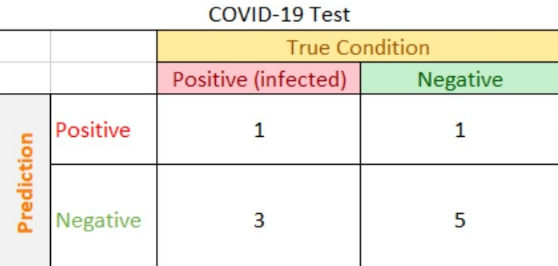 COVID-19 Test
True Condition
Positive (infected) Negative
Prediction
Positive 1 1
Negative 3 5